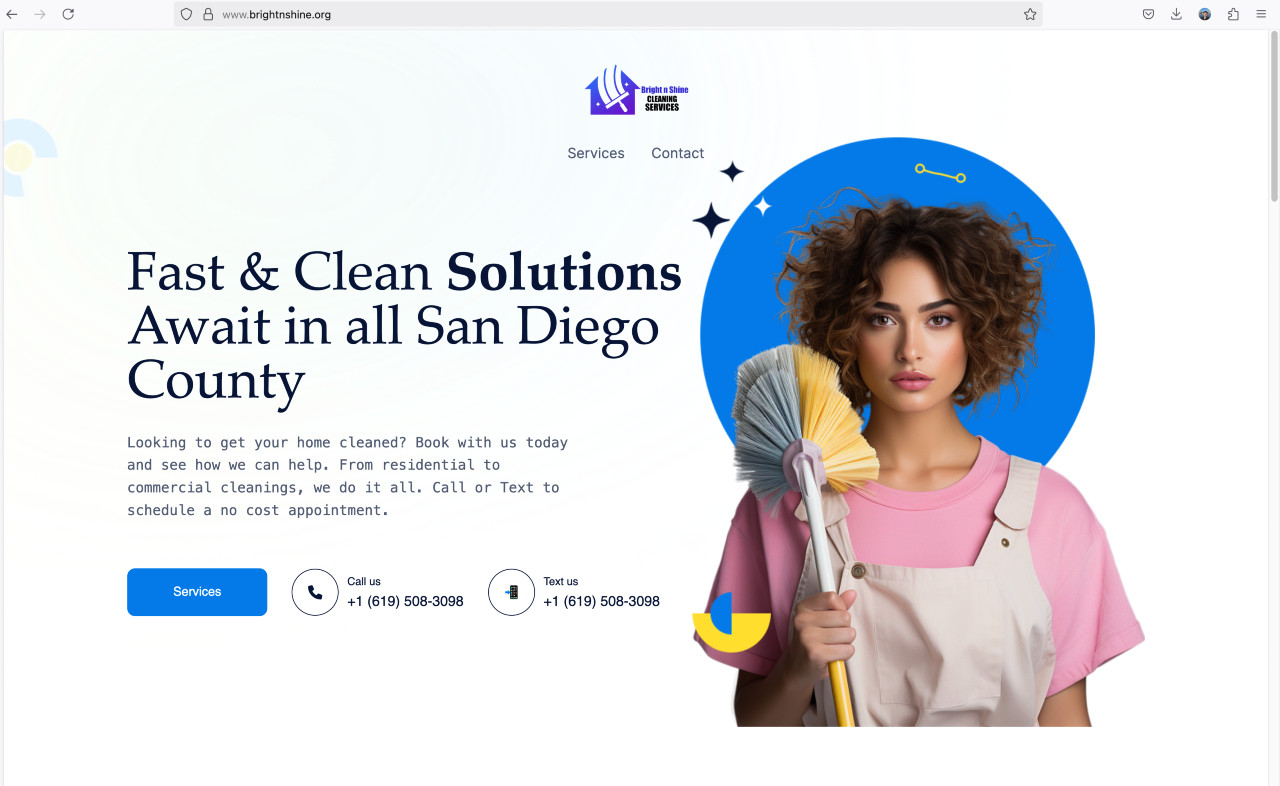 www.brightnshine.org
Bright n Shine
CLEANING
SERVICES
Services Contact
Fast & Clean Solutions
Await in all San Diego
County
Looking to get your home cleaned? Book with us today
and see how we can help. From residential to
commercial cleanings, we do it all. Call or Text to
schedule a no cost appointment.
Services
Call us
+1 (619) 508-3098
Text us
+1 (619) 508-3098